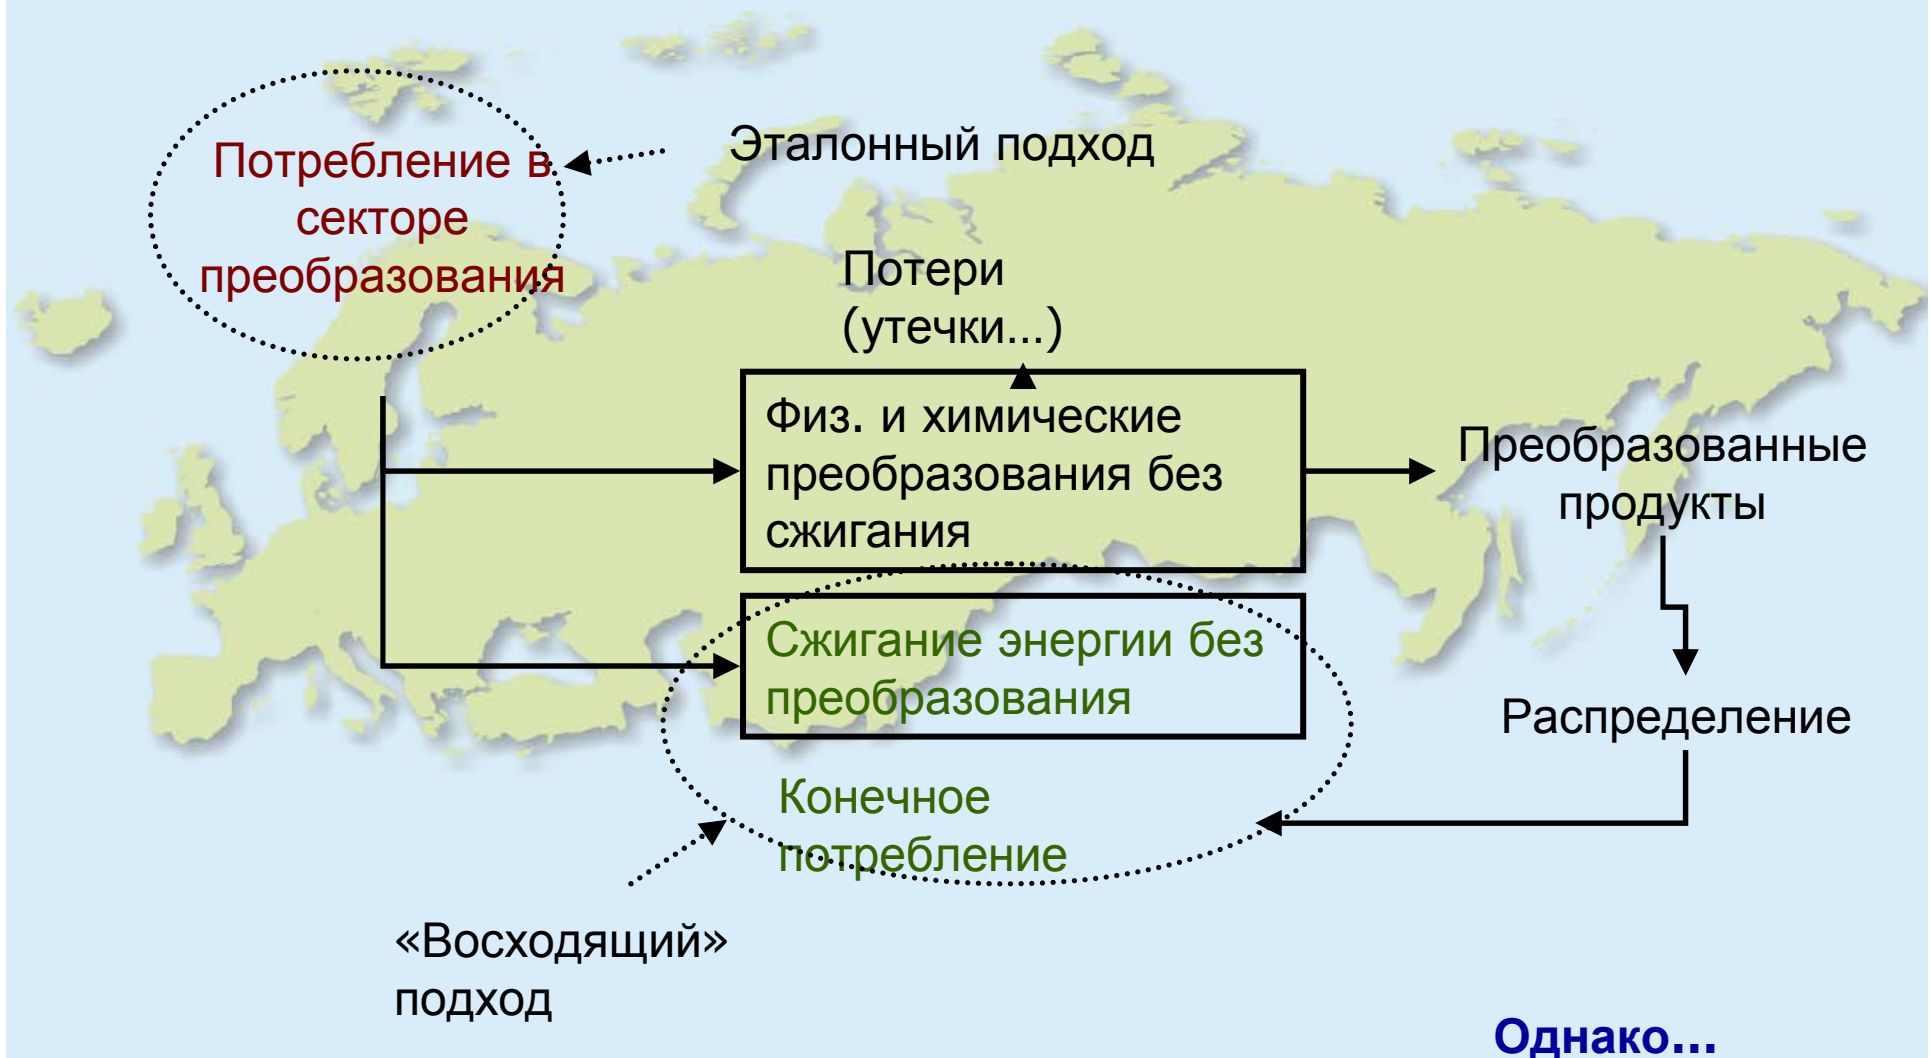 Эталонный подход
Потребление в
секторе
преобразования
Потери
(утечки...)
Физ. и химические
преобразования без
сжигания
Преобразованные
продукты
Сжигание энергии без
преобразования
Распределение
Конечное
потребление
«Восходящий»
подход
Однако...